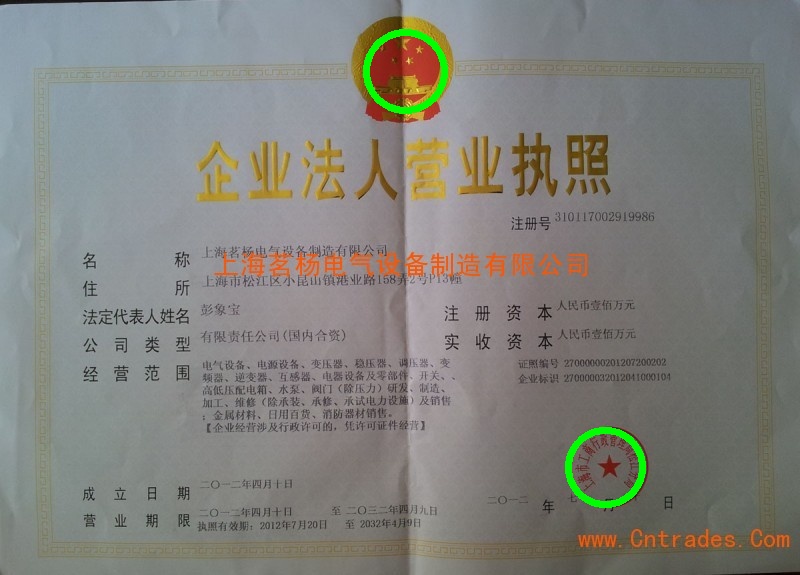 企业法人营业执照
注册号 310117002919986
名称 上海茗杨电气设备制造有限公司
上海茗杨电气设备制造有限公司
住所 上海市松江区小昆山镇港业路158弄2号P13幢
法定代表人姓名 彭象宝
注册资本 人民币壹佰万元
公司类型 有限责任公司(国内合资)
实收资本 人民币壹佰万元
经营范围 电气设备、电源设备、变压器、稳压器、调压器、变
频器、逆变器、互感器、电器设备及零部件、开关、、
高低压配电箱、水泵、阀门（除压力）研发、制造、
加工、维修（除承装、承修、承试电力设施）及销售
；金属材料、日用百货、消防器材销售。
【企业经营涉及行政许可的，凭许可证件经营】
证照编号 27000000201207200202
企业标识 27000003201204100010​4
成立日期 二〇一二年四月十日
营业期限 二〇一二年四月十日 至 二〇三二年四月九日
执照有效期：2012年7月20日 至 2032年4月9日
二〇一二 年 七 月 日
www.Cntrades.Com